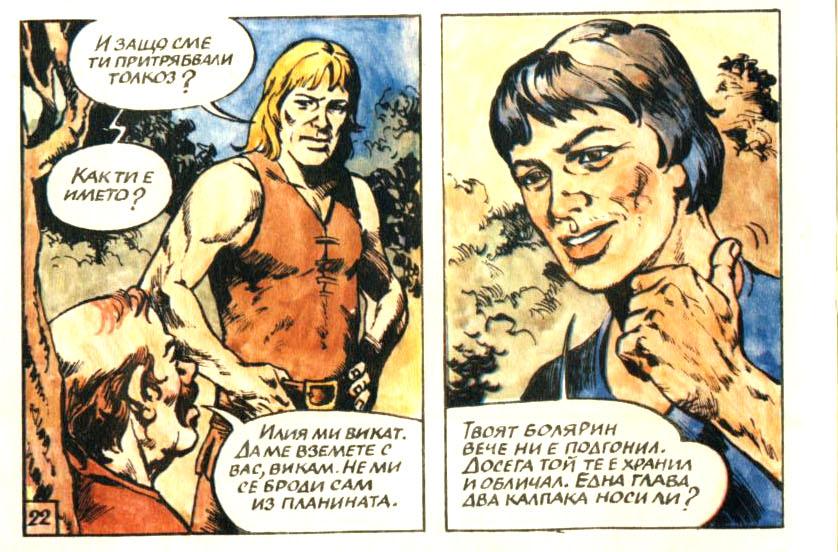 И ЗАЩО СМЕ
ТИ ПРИТРЯБВАЛИ
ТОЛКОЗ?
КАК ТИ Е
ИМЕТО?
ИЛИЯ МИ ВИКАТ.
ДА МЕ ВЗЕМЕТЕ С
ВАС, ВИКАМ. НЕ МИ
СЕ БРОДИ САМ
ИЗ ПЛАНИНАТА.
22
ТВОЯТ БОЛЯРИН
ВЕЧЕ НИ Е ПОДГОНИЛ.
ДОСЕГА ТОЙ ТЕ Е ХРАНИЛ
И ОБЛИЧАЛ. ЕДНА ГЛАВА
ДВА КАЛПАКА НОСИ ЛИ?